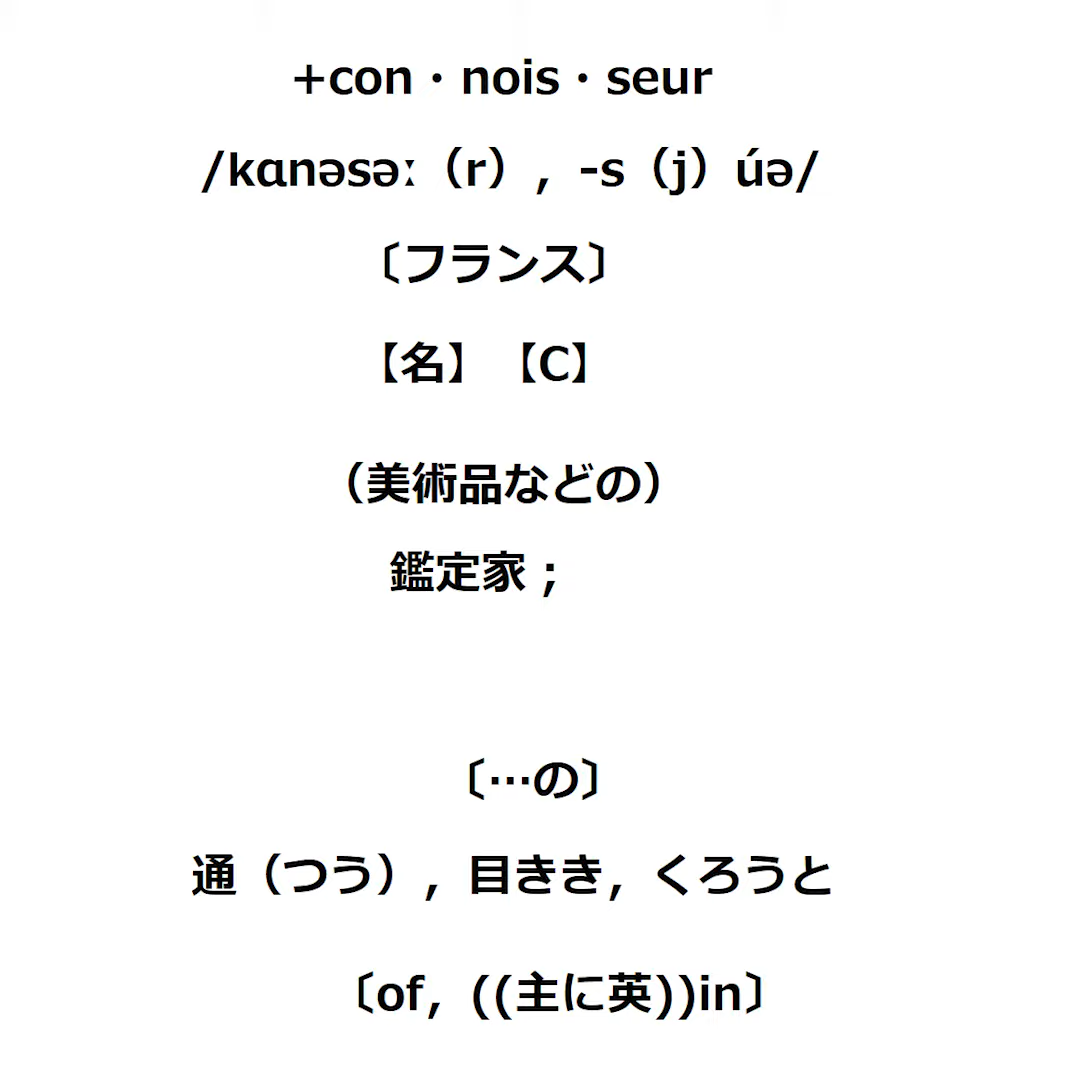 +con・nois・seur
/kɑnəsəː（r）, -s（j）úə/
〔フランス〕
【名】【C】
（美術品などの）
鑑定家；
〔…の〕
通（つう）, 目きき, くろうと
〔of, ((主に英))in〕